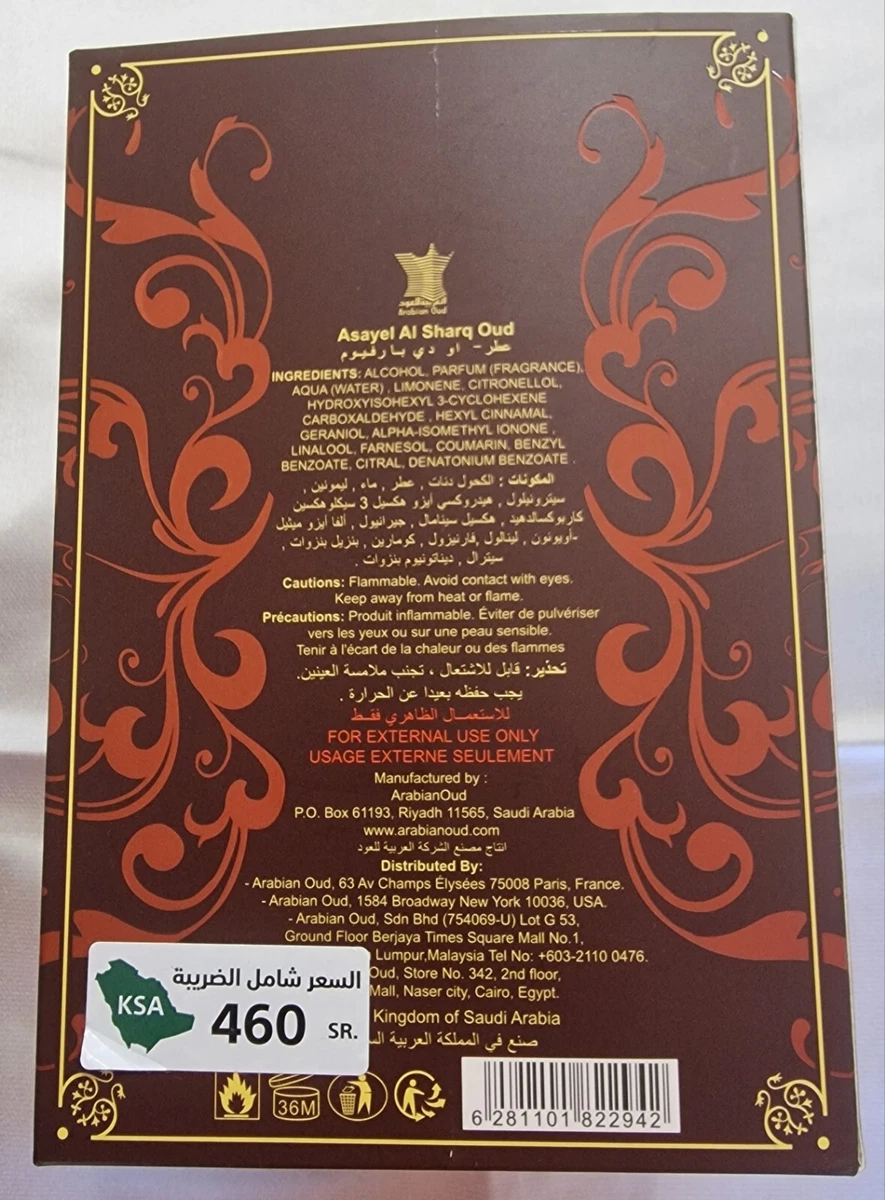 العربية للعود
Arabian Oud
Asayel Al Sharq Oud
عطر - او دي بارفيوم
INGREDIENTS: ALCOHOL, PARFUM (FRAGRANCE),
AQUA (WATER) , LIMONENE, CITRONELLOL,
HYDROXYISOHEXYL 3-CYCLOHEXENE
CARBOXALDEHYDE , HEXYL CINNAMAL,
GERANIOL, ALPHA-ISOMETHYL IONONE ,
LINALOOL, FARNESOL, COUMARIN, BENZYL
BENZOATE, CITRAL, DENATONIUM BENZOATE .
المكونات : الكحول دنات , عطر , ماء , ليمونين ,
سيترونيلول , هيدروكسي أيزو هكسيل 3 سيكلوهكسين
كاربوكسالدهيد , هكسيل سينامال , جيرانيول , ألفا أيزو ميثيل
-أويونون , لينالول , فارنيزول , كومارين , بنزيل بنزوات ,
سيترال , ديناتونيوم بنزوات .
Cautions: Flammable. Avoid contact with eyes.
Keep away from heat or flame.
Précautions: Produit inflammable. Éviter de pulvériser
vers les yeux ou sur une peau sensible.
Tenir à l'écart de la chaleur ou des flammes
تحذير: قابل للاشتعال ، تجنب ملامسة العينين.
يجب حفظه بعيدا عن الحرارة .
للاستعمال الظاهري فقط
FOR EXTERNAL USE ONLY
USAGE EXTERNE SEULEMENT
Manufactured by :
ArabianOud
P.O. Box 61193, Riyadh 11565, Saudi Arabia
www.arabianoud.com
انتاج مصنع الشركة العربية للعود
Distributed By:
- Arabian Oud, 63 Av Champs Élysées 75008 Paris, France.
- Arabian Oud, 1584 Broadway New York 10036, USA.
- Arabian Oud, Sdn Bhd (754069-U) Lot G 53,
Ground Floor Berjaya Times Square Mall No.1,
Lumpur,Malaysia Tel No: +603-2110 0476.
Oud, Store No. 342, 2nd floor,
Mall, Naser city, Cairo, Egypt.
Kingdom of Saudi Arabia
صنع في المملكة العربية
السعر شامل الضريبة
KSA
460 SR.
36M
6 281101 822942